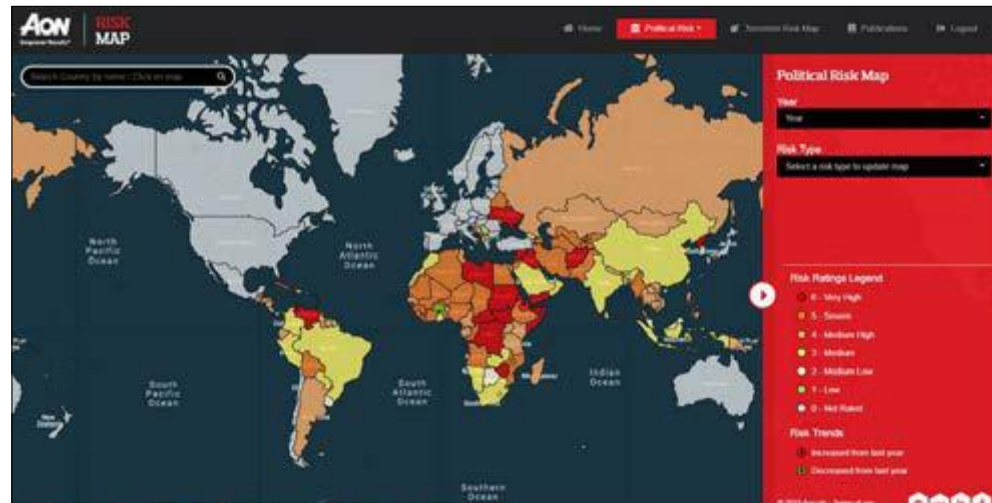 AON
Empower Results®
RISK
MAP
Home
Political Risk
Terrorism Risk Map
Publications
Logout
Search Country by name / Click on map
Political Risk Map
Year
Year
Risk Type
Select a risk type to update map
North
Pacific
Ocean
North
Atlantic
Ocean
South
Pacific
Ocean
South
Atlantic
Ocean
Indian
Ocean
New
Zealand
Southern
Ocean
Risk Ratings Legend
6 - Very High
5 - Severe
4 - Medium High
3 - Medium
2 - Medium Low
1 - Low
0 - Not Rated
Risk Trends
Increased from last year
Decreased from last year